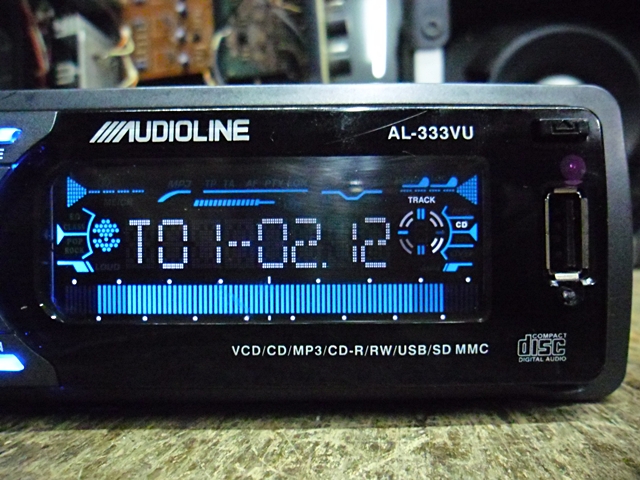 AUDIOLINE
AL-333VU
TRACK
CD
T01-02.12
VCD/CD/MP3/CD-R/RW/USB/SD MMC
COMPACT
disc
DIGITAL AUDIO